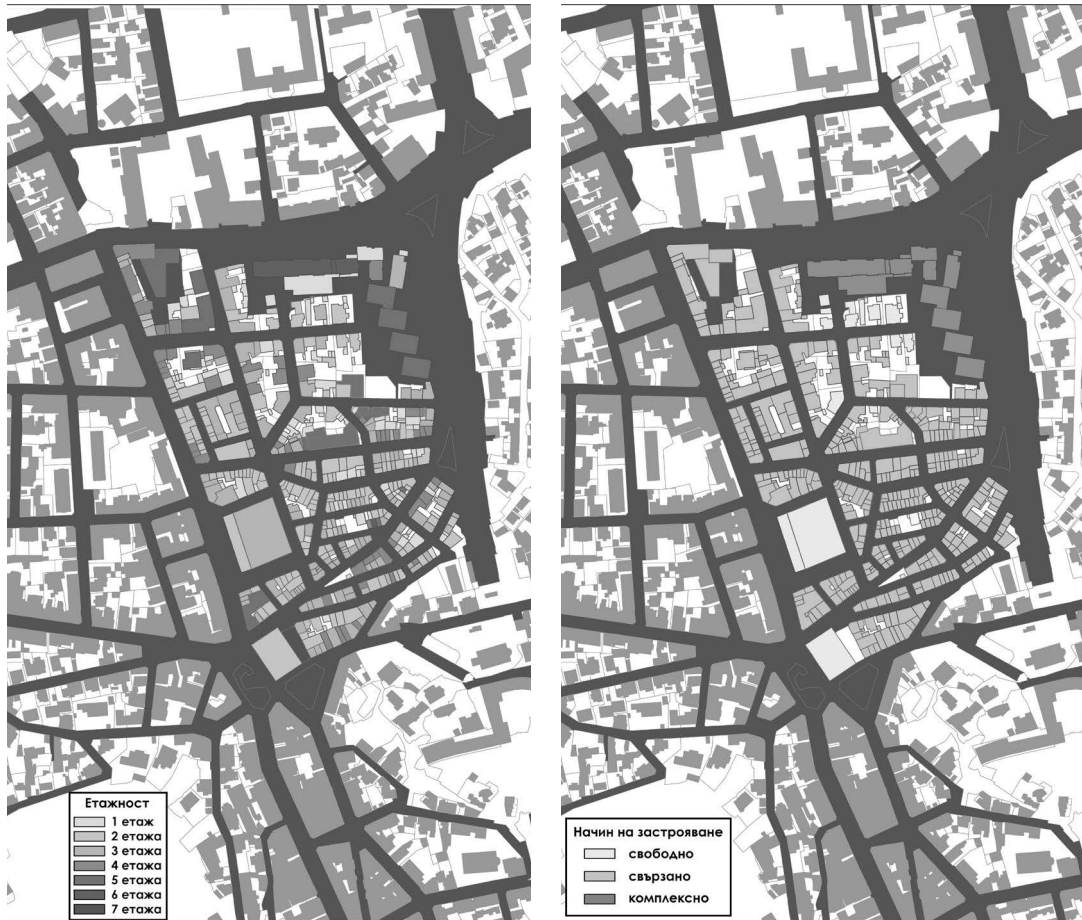 Етажност
1 етаж
2 етажа
3 етажа
4 етажа
5 етажа
6 етажа
7 етажа
Начин на застрояване
свободно
свързано
комплексно